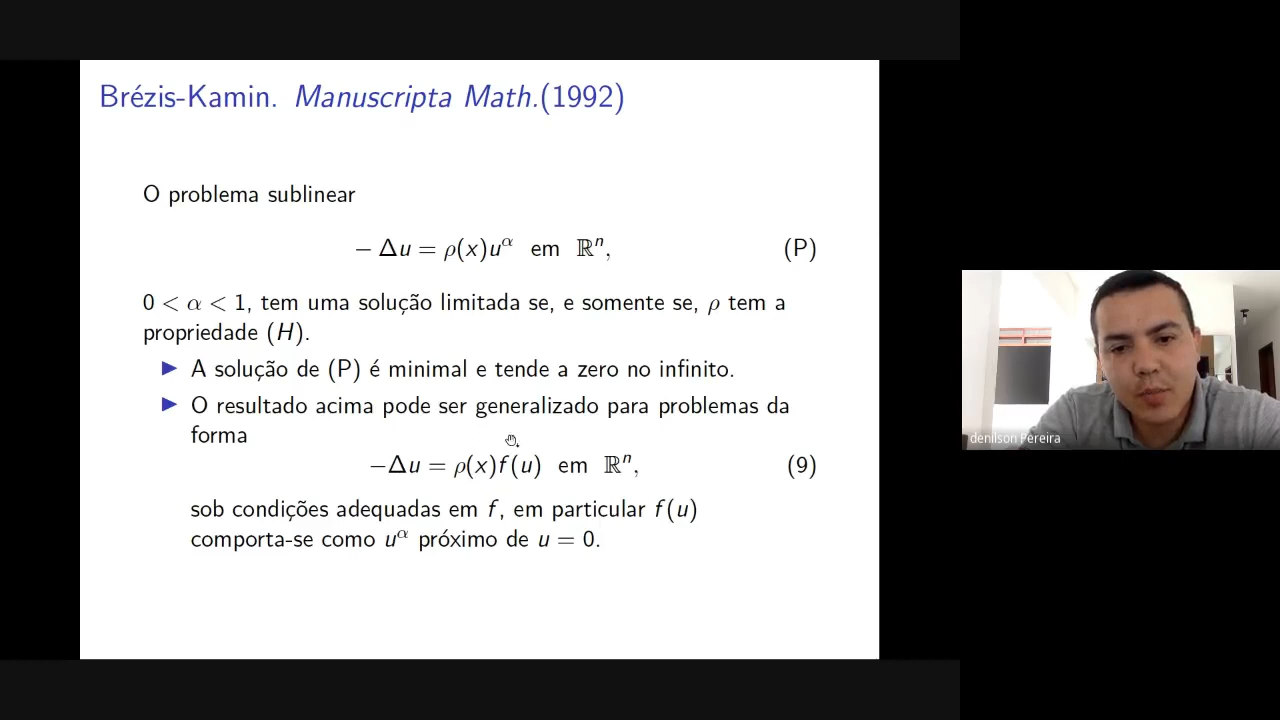 Brézis-Kamin. Manuscripta Math.(1992)
O problema sublinear
− Δu = ρ(x)u^α em ℝⁿ, (P)
0 < α < 1, tem uma solução limitada se, e somente se, ρ tem a
propriedade (H).
▶ A solução de (P) é minimal e tende a zero no infinito.
▶ O resultado acima pode ser generalizado para problemas da
forma
−Δu = ρ(x)f(u) em ℝⁿ, (9)
sob condições adequadas em f, em particular f(u)
comporta-se como u^α próximo de u = 0.
denilson Pereira